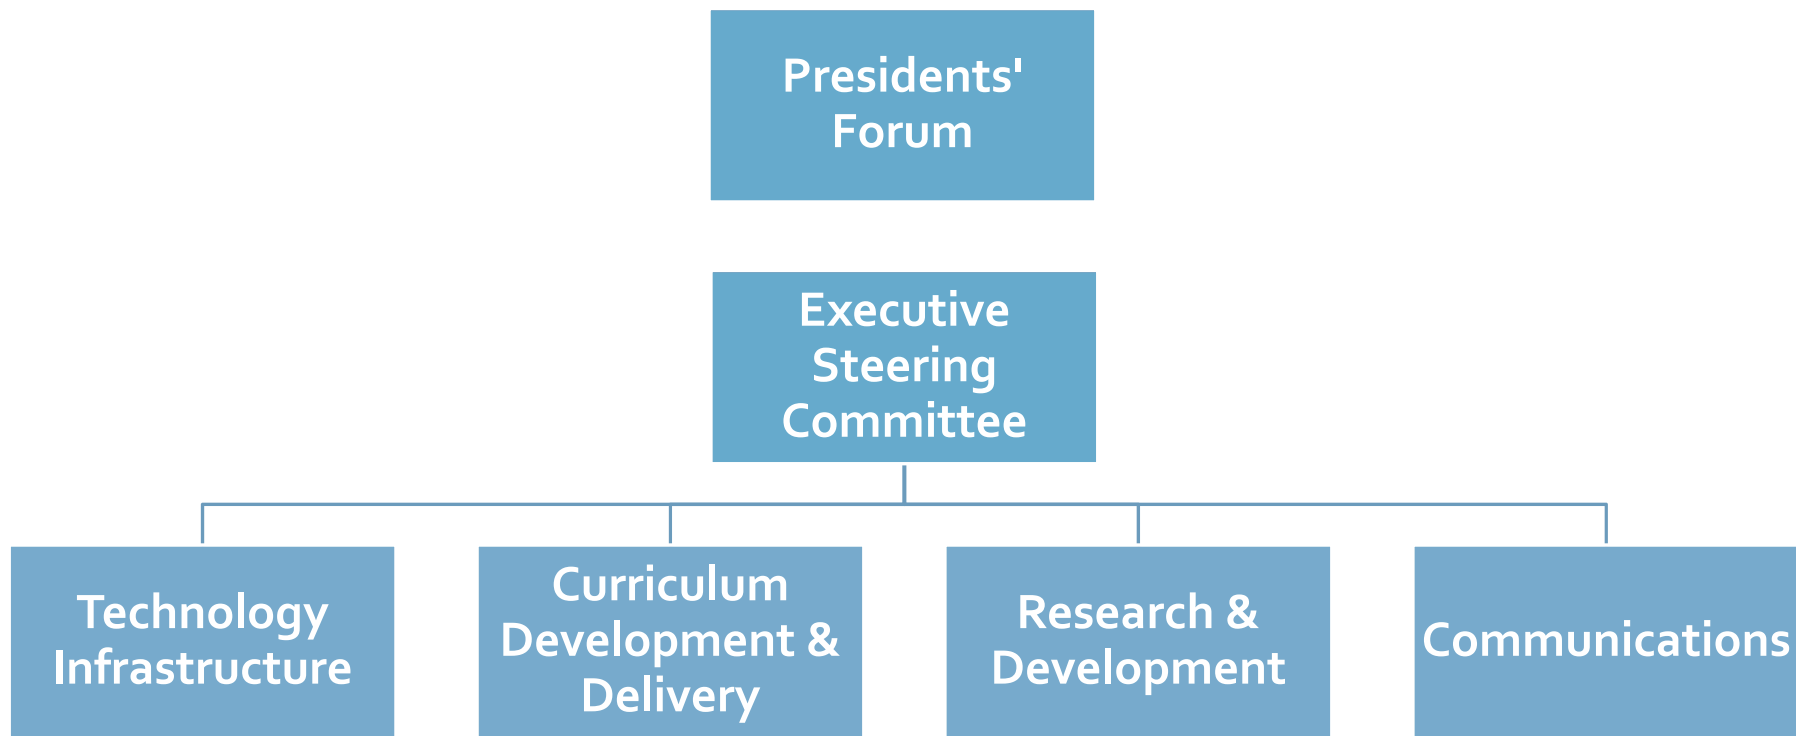 Presidents'
Forum
Executive
Steering
Committee
Technology
Infrastructure
Curriculum
Development &
Delivery
Research &
Development
Communications